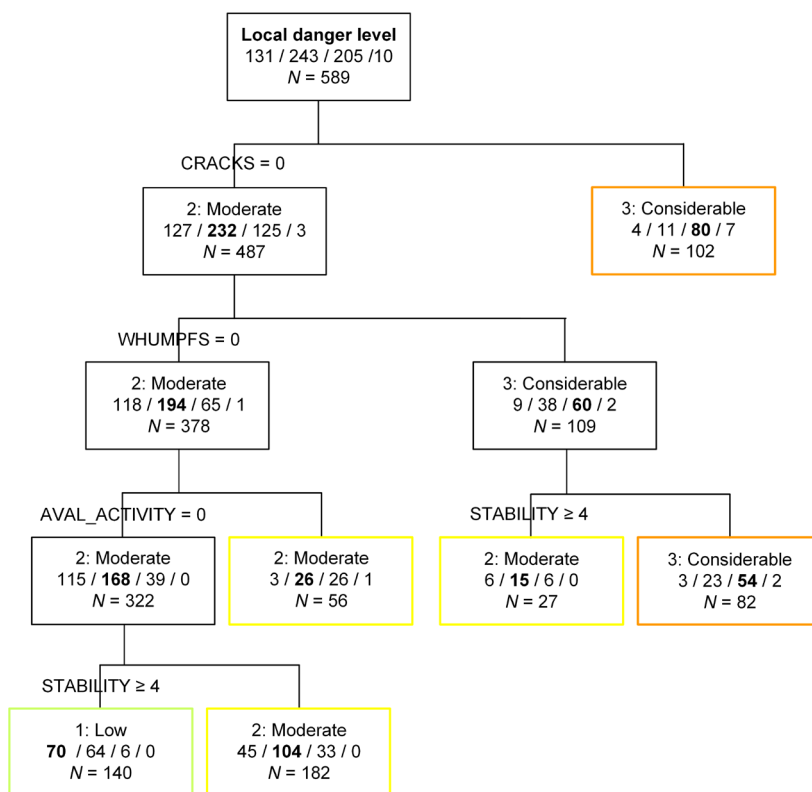 Local danger level
131 / 243 / 205 /10
N = 589
CRACKS = 0
2: Moderate
127 / 232 / 125 / 3
N = 487
3: Considerable
4 / 11 / 80 / 7
N = 102
WHUMPFS = 0
2: Moderate
118 / 194 / 65 / 1
N = 378
3: Considerable
9 / 38 / 60 / 2
N = 109
AVAL_ACTIVITY = 0
STABILITY ≥ 4
2: Moderate
115 / 168 / 39 / 0
N = 322
2: Moderate
3 / 26 / 26 / 1
N = 56
2: Moderate
6 / 15 / 6 / 0
N = 27
3: Considerable
3 / 23 / 54 / 2
N = 82
STABILITY ≥ 4
1: Low
70 / 64 / 6 / 0
N = 140
2: Moderate
45 / 104 / 33 / 0
N = 182